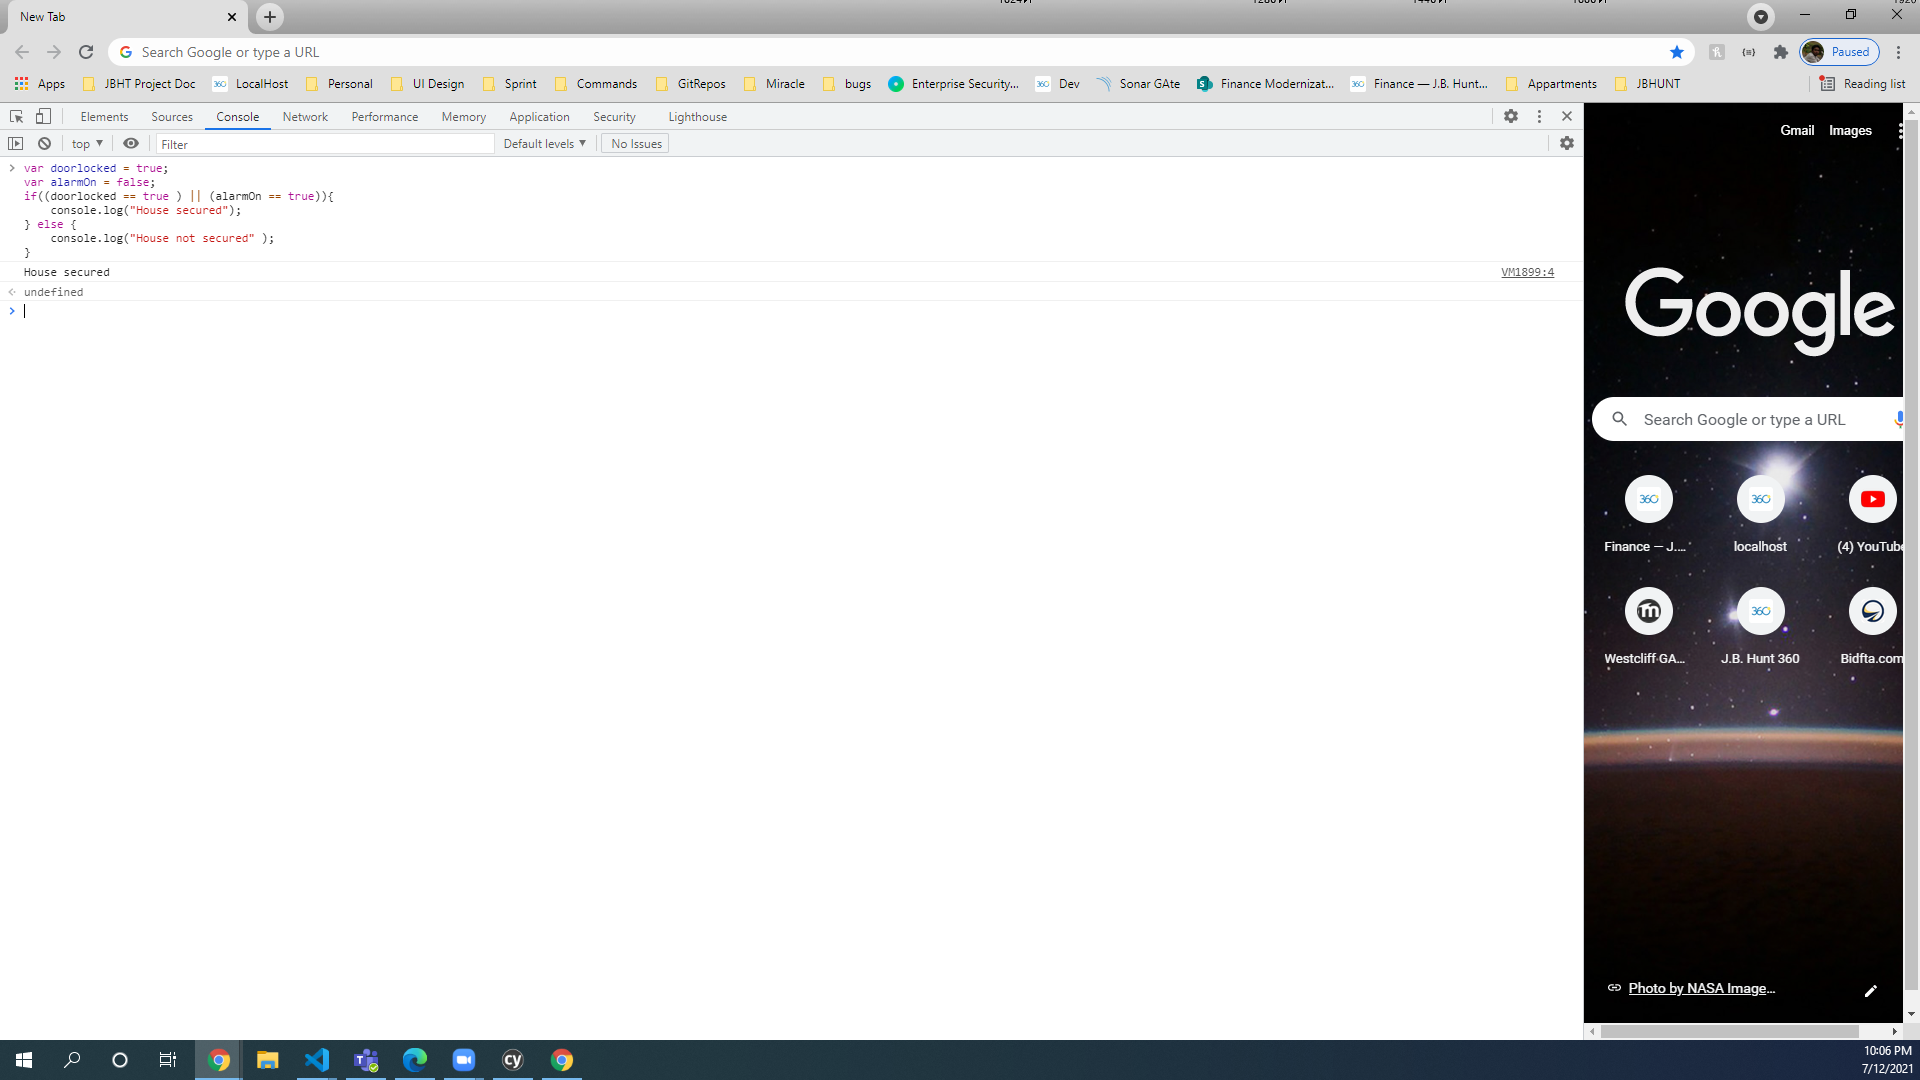 New Tab
Search Google or type a URL
Paused
Apps JBHT Project Doc LocalHost Personal UI Design Sprint Commands GitRepos Miracle bugs Enterprise Security... Dev Sonar GAte Finance Modernizat... Finance — J.B. Hunt... Appartments JBHUNT Reading list
Elements Sources Console Network Performance Memory Application Security Lighthouse
top Filter Default levels No Issues
var doorlocked = true;
var alarmOn = false;
if((doorlocked == true ) || (alarmOn == true)){
console.log("House secured");
} else {
console.log("House not secured" );
}
House secured VM1899:4
undefined
Gmail Images
Google
Search Google or type a URL
360 360
Finance — J.... localhost (4) YouTube
m 360
Westcliff GA... J.B. Hunt 360 Bidfta.com
Photo by NASA Image...
cy
10:06 PM
7/12/2021